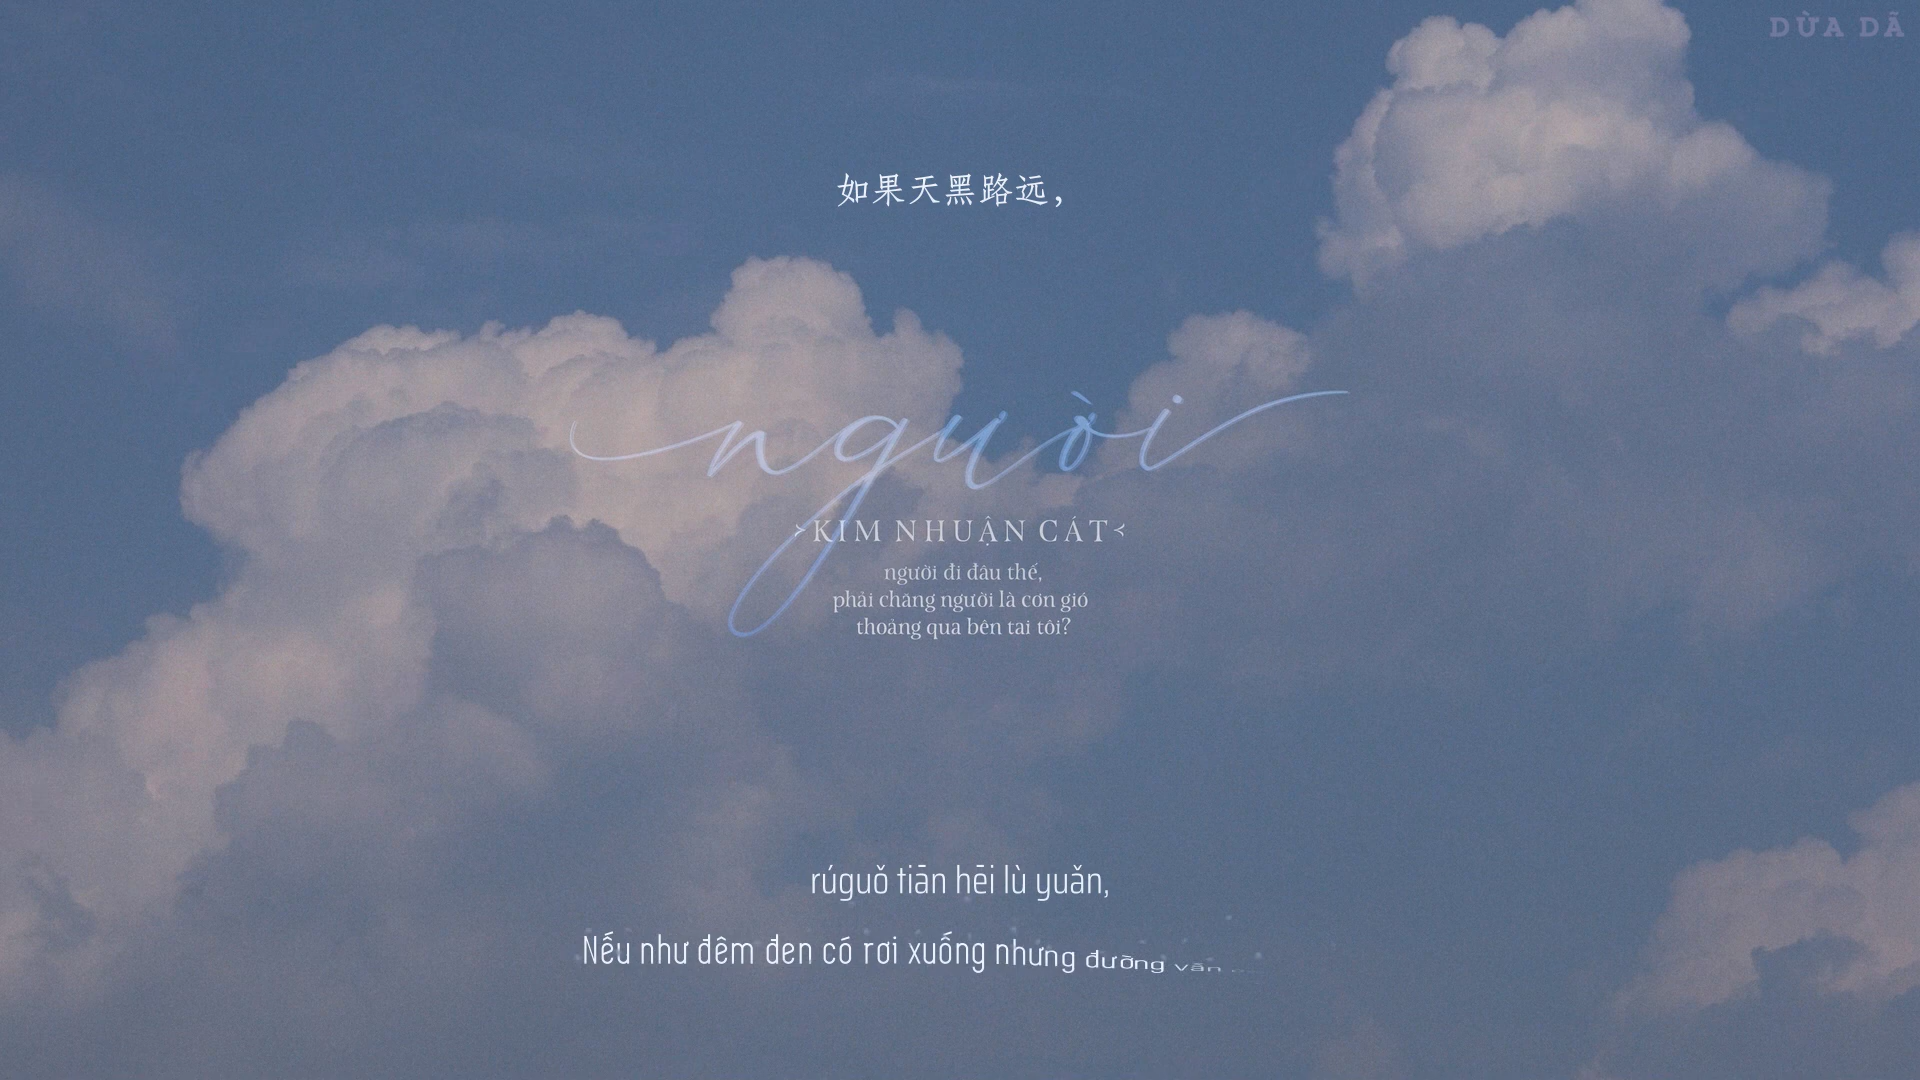 DỪA DÃ
如果天黑路远，
người
KIM NHUẬN CÁT
người đi đâu thế,
phải chăng người là cơn gió
thoảng qua bên tai tôi?
rúguǒ tiān hēi lù yuǎn,
Nếu như đêm đen có rơi xuống nhưng đường vẫn